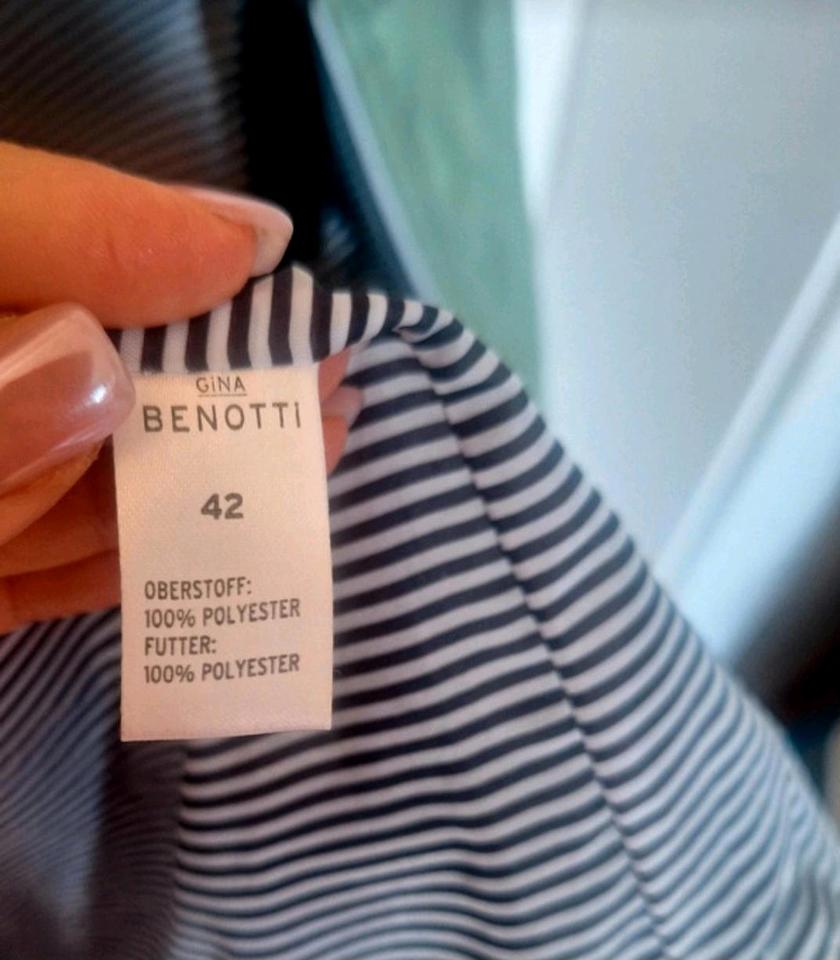 GiNA
BENOTTi
42
OBERSTOFF:
100% POLYESTER
FUTTER:
100% POLYESTER